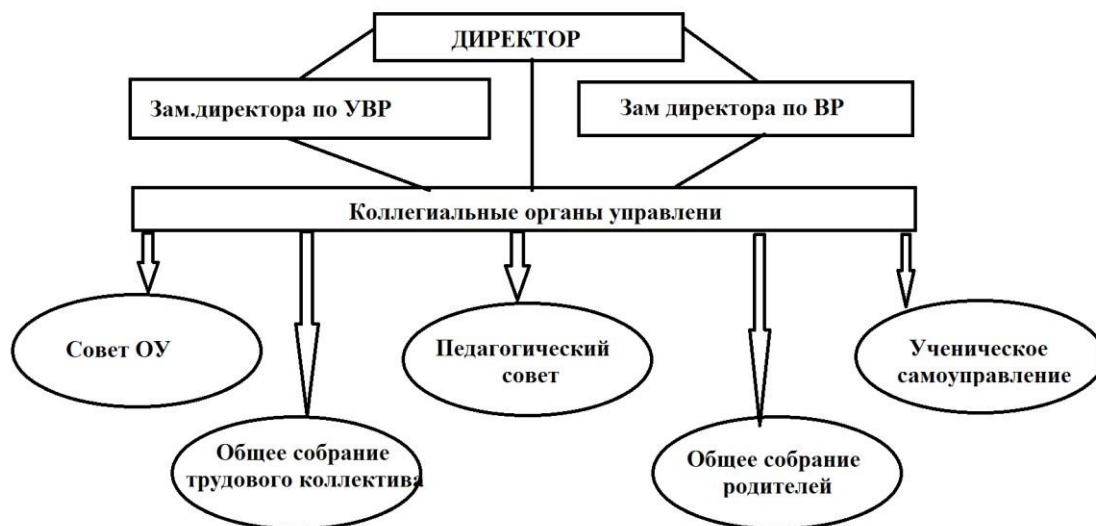 ДИРЕКТОР
Зам.директора по УВР
Зам директора по ВР
Коллегиальные органы управлени
Совет ОУ
Педагогический
совет
Ученическое
самоуправление
Общее собрание
трудового коллектива
Общее собрание
родителей